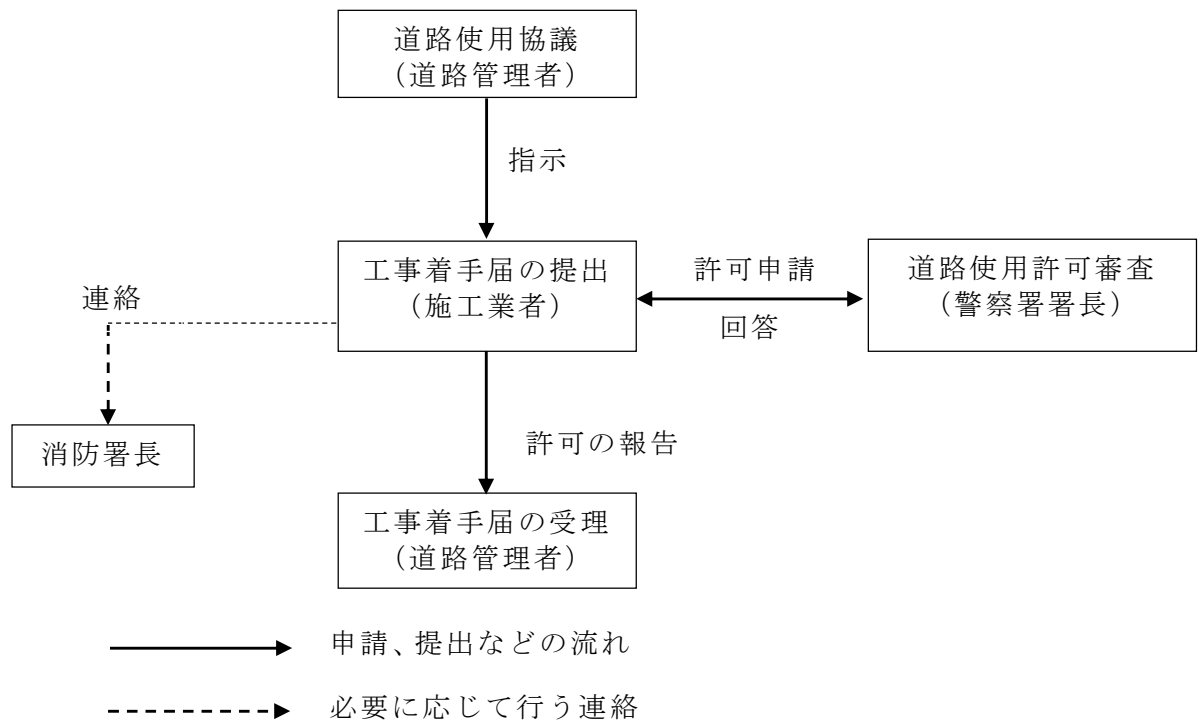 道路使用協議
（道路管理者）
指示
工事着手届の提出
（施工業者）
許可申請
回答
道路使用許可審査
（警察署署長）
連絡
消防署長
許可の報告
工事着手届の受理
（道路管理者）
申請、提出などの流れ
必要に応じて行う連絡